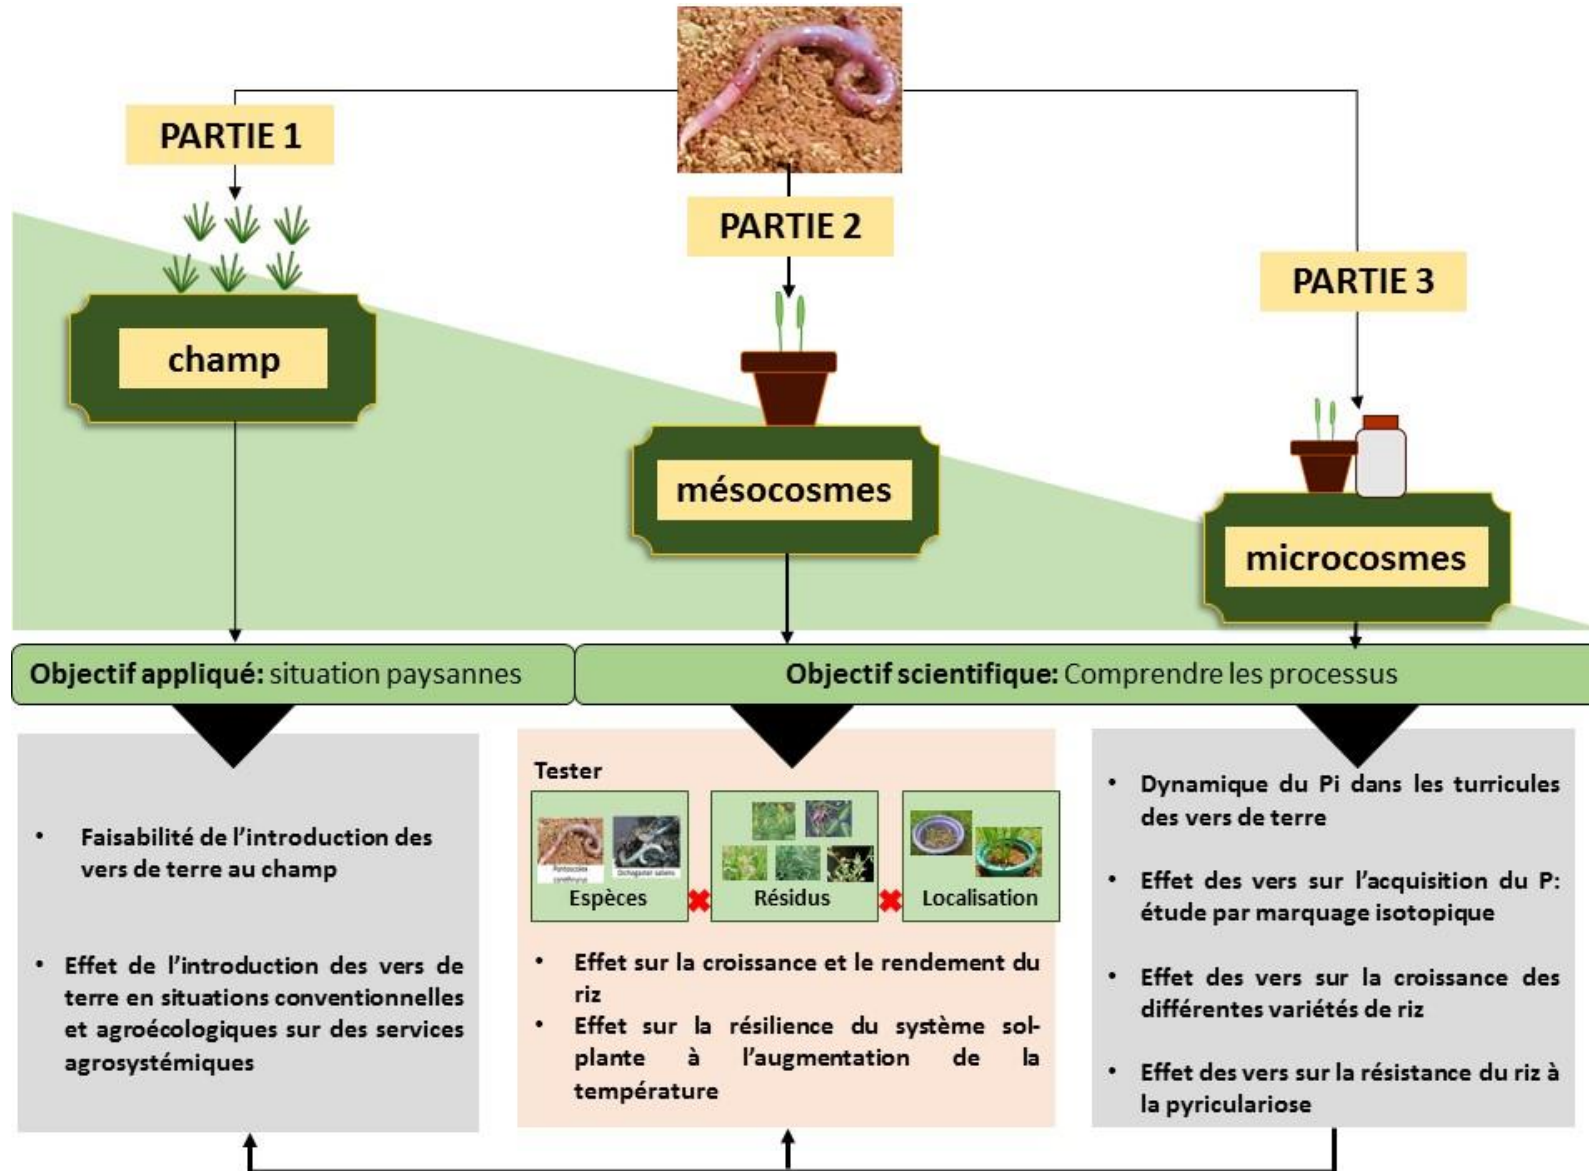 PARTIE 1
PARTIE 2
PARTIE 3
champ
mésocosmes
microcosmes
Objectif appliqué: situation paysannes
Objectif scientifique: Comprendre les processus
• Faisabilité de l'introduction des
vers de terre au champ
• Effet de l'introduction des vers de
terre en situations conventionnelles
et agroécologiques sur des services
agrosystémiques
Tester
Pontoscolex
corethrurus
Dichogaster saliens
Espèces
Résidus
Localisation
• Effet sur la croissance et le rendement du
riz
• Effet sur la résilience du système sol-
plante à l'augmentation de la
température
• Dynamique du Pi dans les turricules
des vers de terre
• Effet des vers sur l'acquisition du P:
étude par marquage isotopique
• Effet des vers sur la croissance des
différentes variétés de riz
• Effet des vers sur la résistance du riz à
la pyriculariose